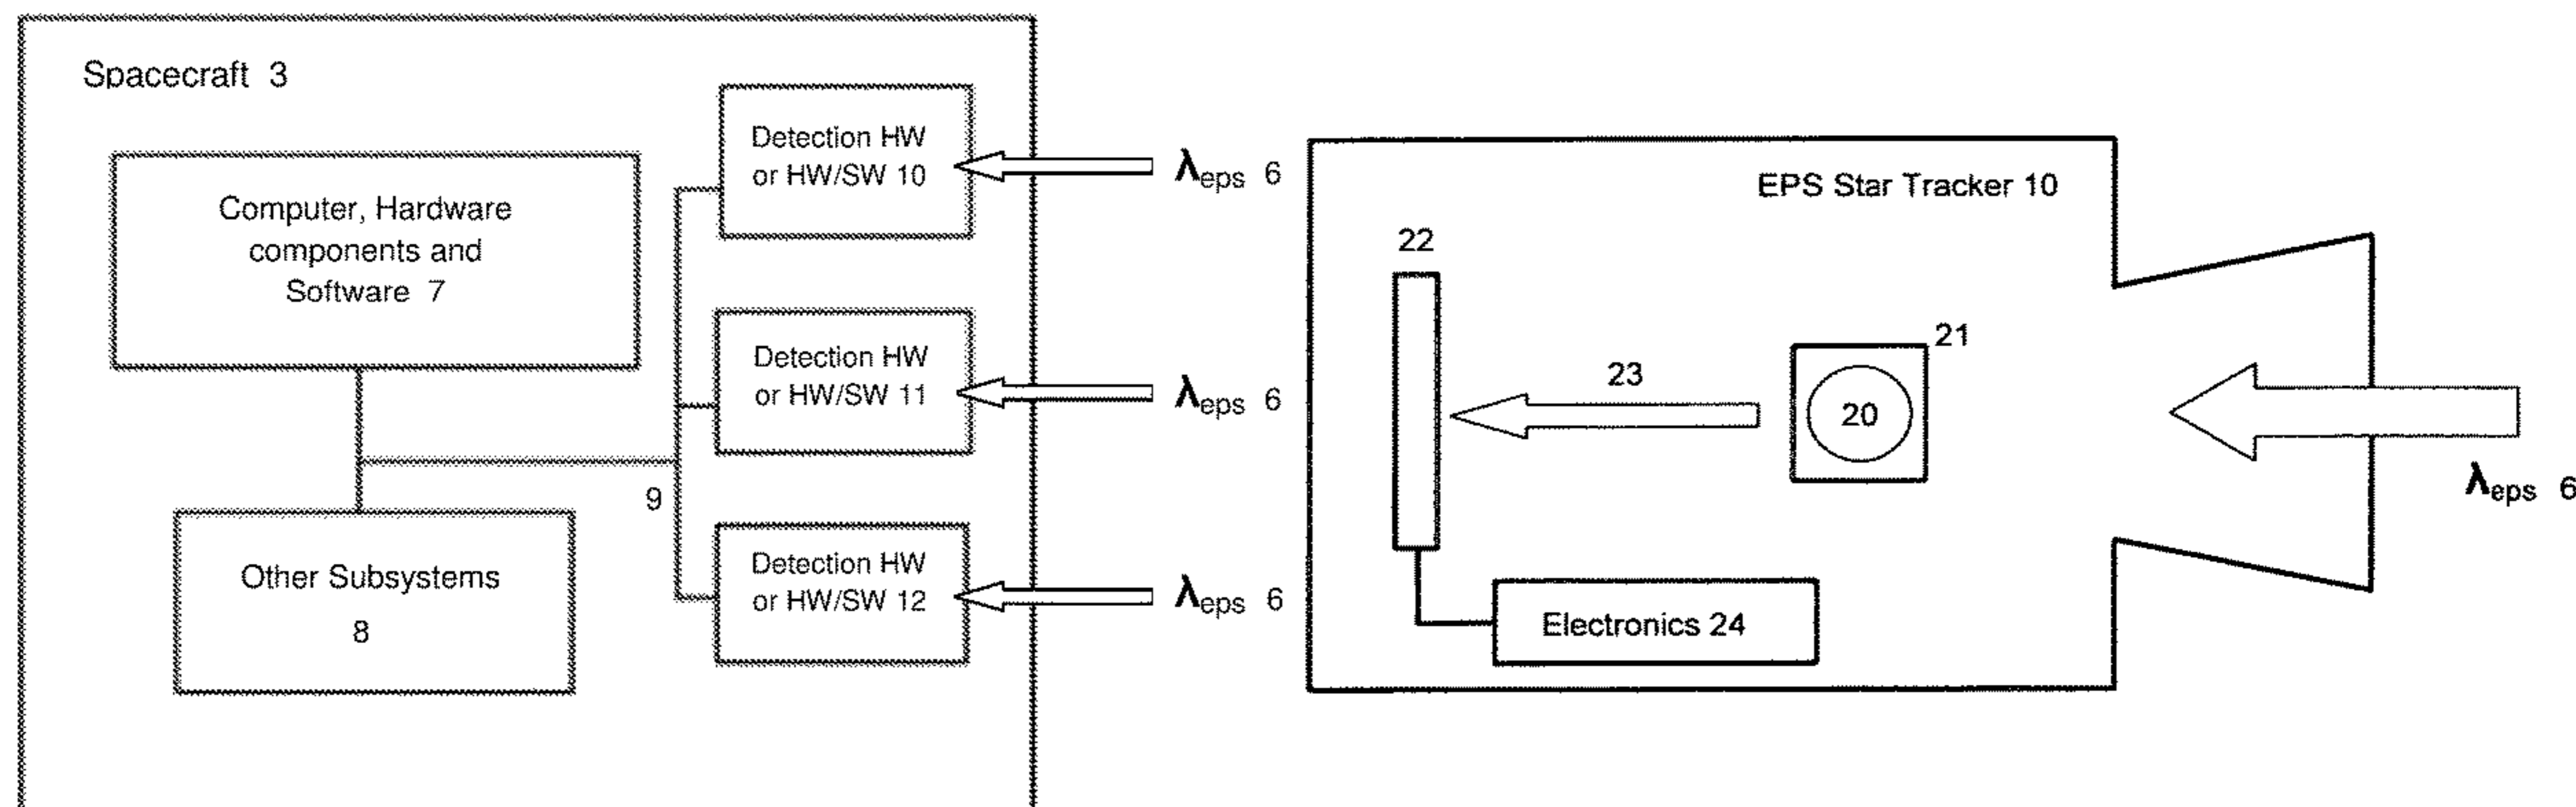 Spacecraft 3
Computer, Hardware
components and
Software 7
Other Subsystems
8
9
Detection HW
or HW/SW 10
Detection HW
or HW/SW 11
Detection HW
or HW/SW 12
λeps 6
λeps 6
λeps 6
EPS Star Tracker 10
22
23
21
20
Electronics 24
λeps 6